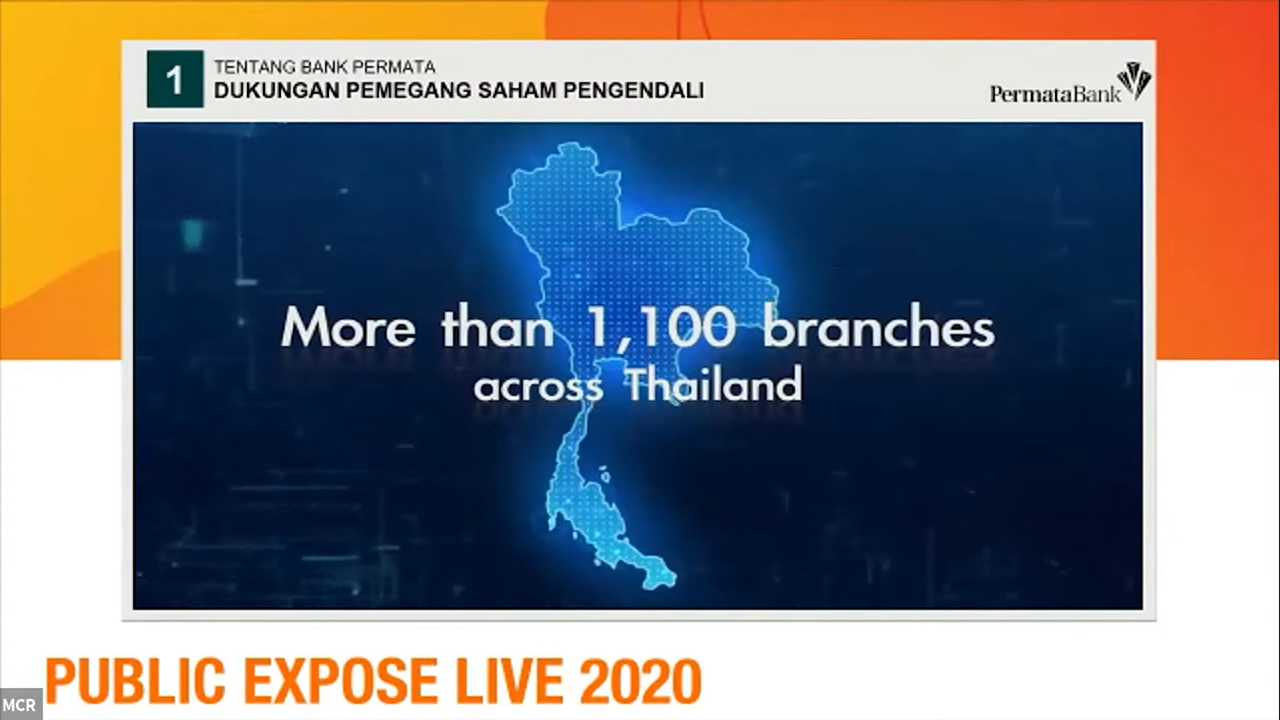 1
TENTANG BANK PERMATA
DUKUNGAN PEMEGANG SAHAM PENGENDALI
PermataBank
More than 1,100 branches
across Thailand
PUBLIC EXPOSE LIVE 2020
MCR